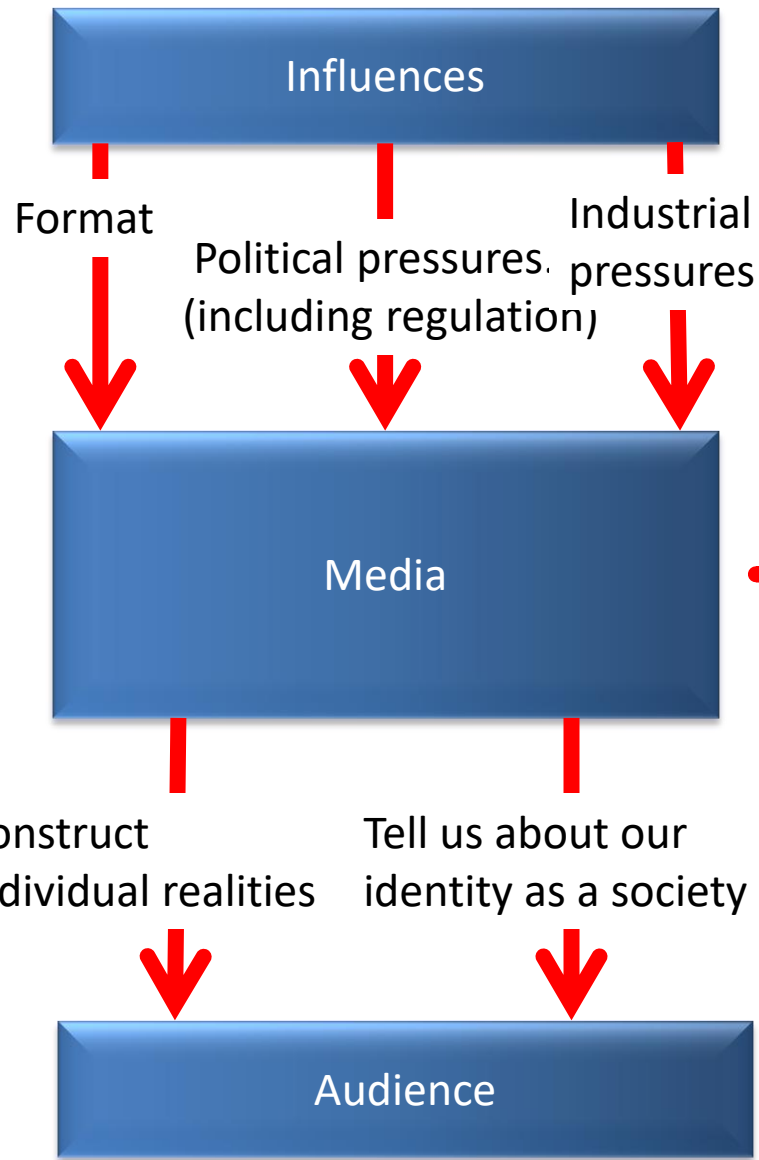 Influences
Format
Industrial
pressures
Political pressures.
(including regulation)
Media
onstruct
dividual realities
Tell us about our
identity as a society
Audience